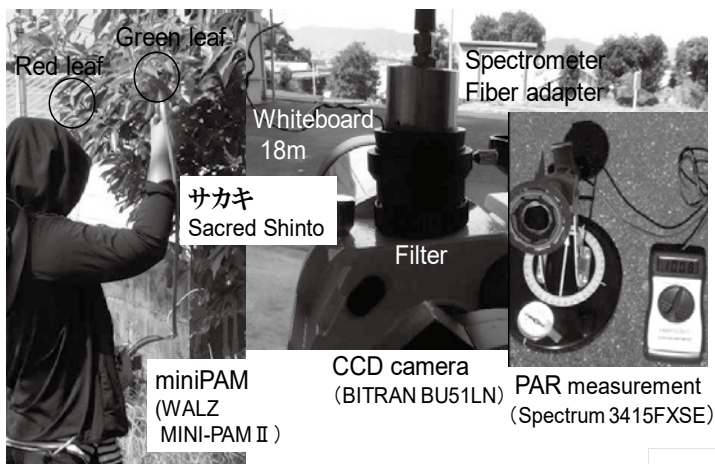 Green leaf
Red leaf
サカキ
Sacred Shinto
miniPAM
(WALZ
MINI-PAM II )
Whiteboard
18m
Spectrometer
Fiber adapter
Filter
CCD camera
（BITRAN BU51LN）
PAR measurement
（Spectrum 3415FXSE）